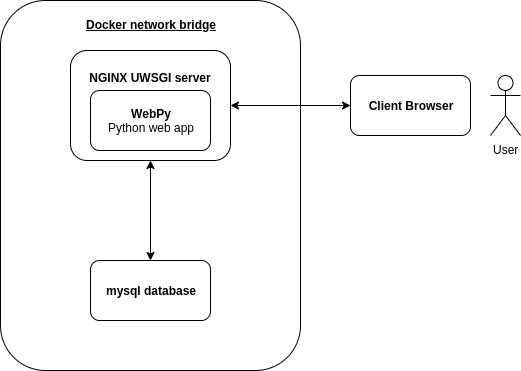 Docker network bridge
NGINX UWSGI server
WebPy
Python web app
Client Browser
User
mysql database